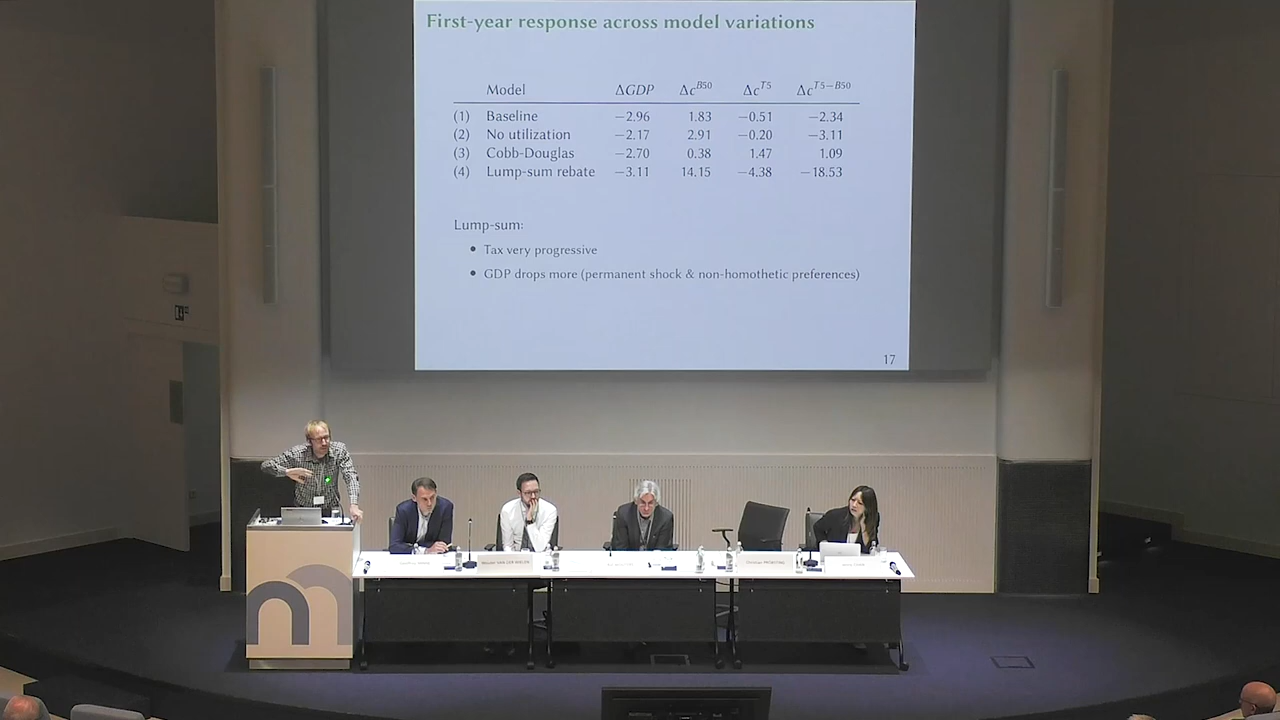 First-year response across model variations
Model ΔGDP Δc^B50 Δc^T5 Δc^T5−B50
(1) Baseline −2.96 1.83 −0.51 −2.34
(2) No utilization −2.17 2.91 −0.20 −3.11
(3) Cobb-Douglas −2.70 0.38 1.47 1.09
(4) Lump-sum rebate −3.11 14.15 −4.38 −18.53
Lump-sum:
• Tax very progressive
• GDP drops more (permanent shock & non-homothetic preferences)
17